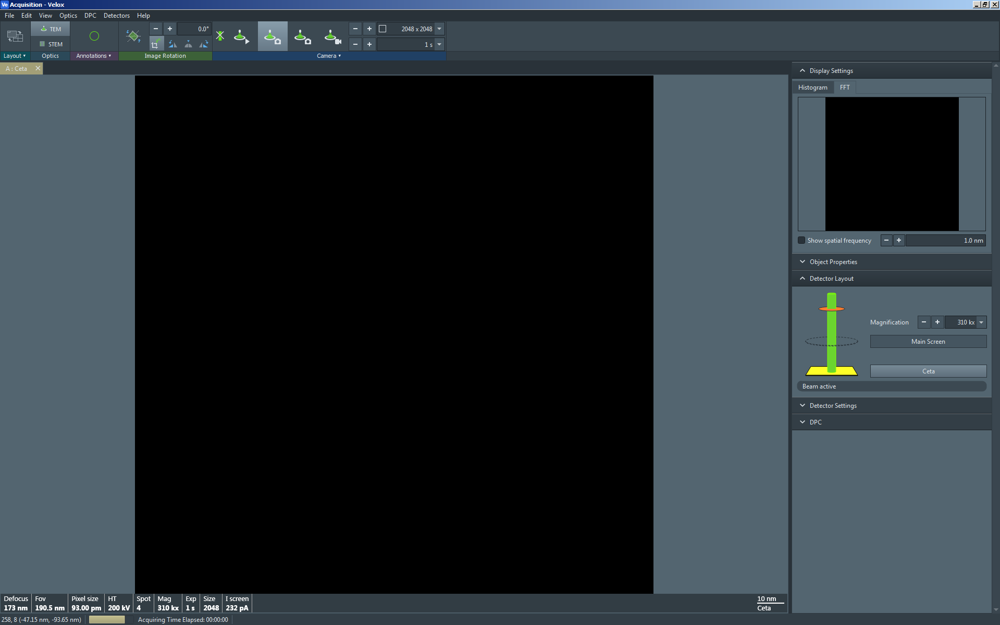 Ve Acquisition - Velox
File Edit View Optics DPC Detectors Help
TEM
STEM
0.0°
2048 x 2048
1 s
Layout Optics Annotations Image Rotation Camera
A : Ceta
Display Settings
Histogram FFT
Show spatial frequency 1.0 nm
Object Properties
Detector Layout
Magnification 310 kx
Main Screen
Ceta
Beam active
Detector Settings
DPC
Defocus Fov Pixel size HT Spot Mag Exp Size I screen 10 nm
173 nm 190.5 nm 93.00 pm 200 kV 4 310 kx 1 s 2048 232 pA Ceta
258, 8 (-47.15 nm, -93.65 nm) Acquiring Time Elapsed: 00:00:00